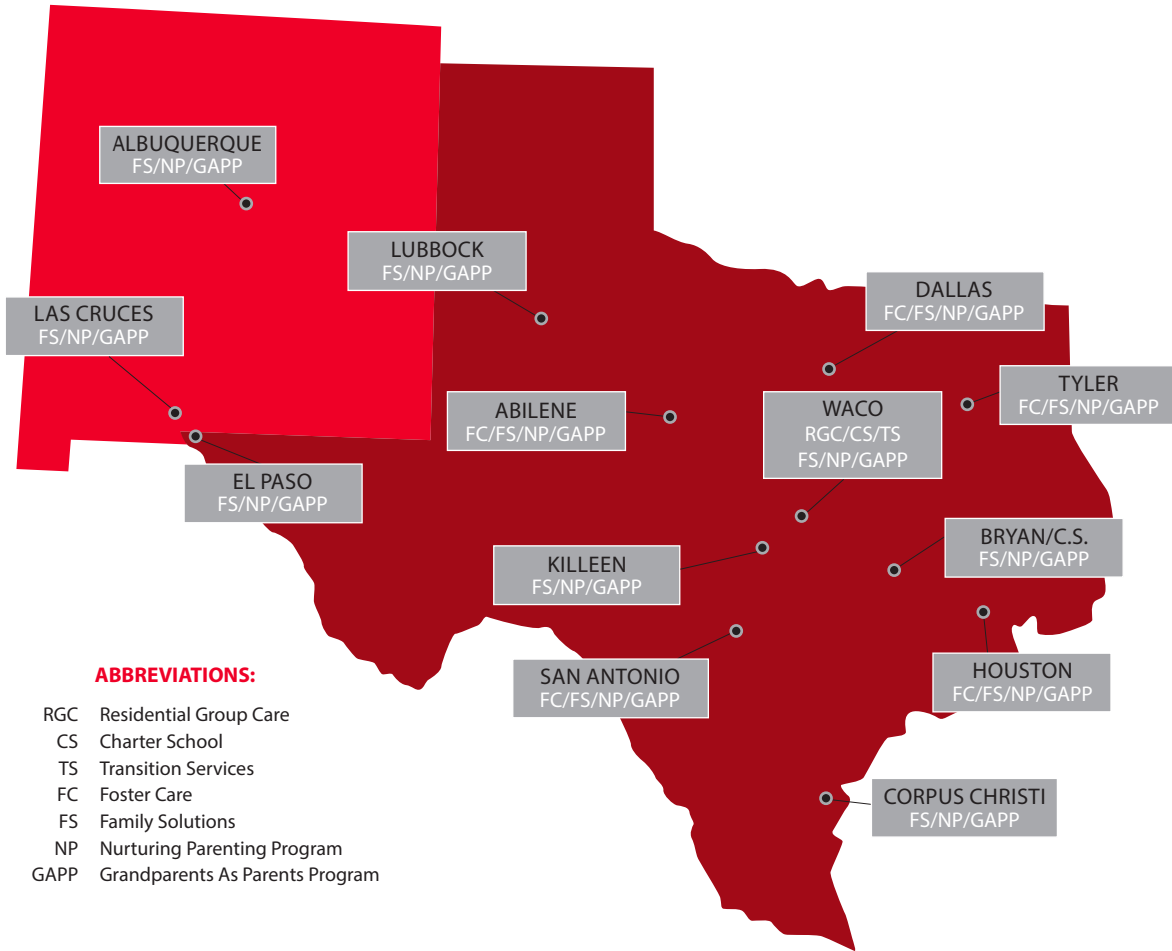 ALBUQUERQUE
FS/NP/GAPP
LUBBOCK
FS/NP/GAPP
DALLAS
FC/FS/NP/GAPP
LAS CRUCES
FS/NP/GAPP
TYLER
FC/FS/NP/GAPP
ABILENE
FC/FS/NP/GAPP
WACO
RGC/CS/TS
FS/NP/GAPP
EL PASO
FS/NP/GAPP
BRYAN/C.S.
FS/NP/GAPP
KILLEEN
FS/NP/GAPP
SAN ANTONIO
FC/FS/NP/GAPP
HOUSTON
FC/FS/NP/GAPP
CORPUS CHRISTI
FS/NP/GAPP
ABBREVIATIONS:
RGC Residential Group Care
CS Charter School
TS Transition Services
FC Foster Care
FS Family Solutions
NP Nurturing Parenting Program
GAPP Grandparents As Parents Program